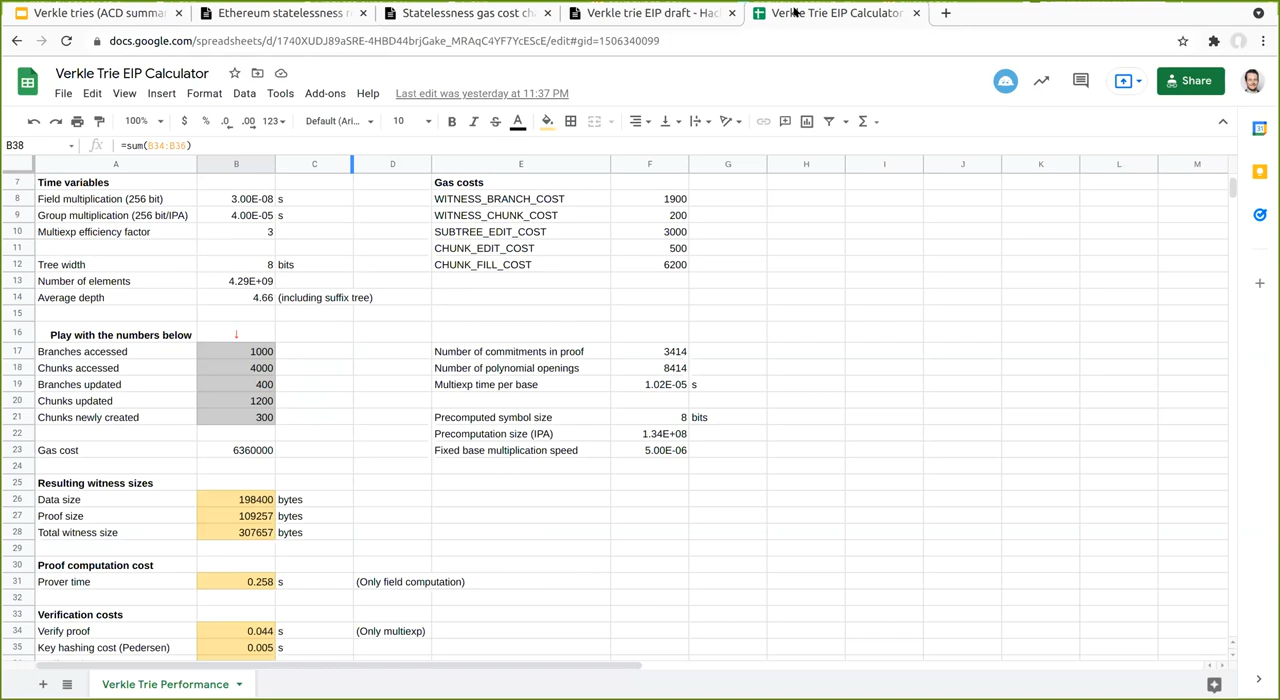 Verkle tries (ACD summa
Ethereum statelessness r
Statelessness gas cost ch
Verkle trie EIP draft - Hac
Verkle Trie EIP Calculator
docs.google.com/spreadsheets/d/1740XUDJ89aSRE-4HBD44brjGake_MRAqC4YF7YcEScE/edit#gid=1506340099
Verkle Trie EIP Calculator
File Edit View Insert Format Data Tools Add-ons Help Last edit was yesterday at 11:37 PM
Share
100% $ % .0 .00 123 Default (Ari... 10 B I S A
B38 fx =sum(B34:B36)
A B C D E F G H I J K L M
7 Time variables Gas costs
8 Field multiplication (256 bit) 3.00E-08 s WITNESS_BRANCH_COST 1900
9 Group multiplication (256 bit/IPA) 4.00E-05 s WITNESS_CHUNK_COST 200
10 Multiexp efficiency factor 3 SUBTREE_EDIT_COST 3000
11 CHUNK_EDIT_COST 500
12 Tree width 8 bits CHUNK_FILL_COST 6200
13 Number of elements 4.29E+09
14 Average depth 4.66 (including suffix tree)
15
16 Play with the numbers below ↓
17 Branches accessed 1000 Number of commitments in proof 3414
18 Chunks accessed 4000 Number of polynomial openings 8414
19 Branches updated 400 Multiexp time per base 1.02E-05 s
20 Chunks updated 1200
21 Chunks newly created 300 Precomputed symbol size 8 bits
22 Precomputation size (IPA) 1.34E+08
23 Gas cost 6360000 Fixed base multiplication speed 5.00E-06
24
25 Resulting witness sizes
26 Data size 198400 bytes
27 Proof size 109257 bytes
28 Total witness size 307657 bytes
29
30 Proof computation cost
31 Prover time 0.258 s (Only field computation)
32
33 Verification costs
34 Verify proof 0.044 s (Only multiexp)
35 Key hashing cost (Pedersen) 0.005 s
Verkle Trie Performance